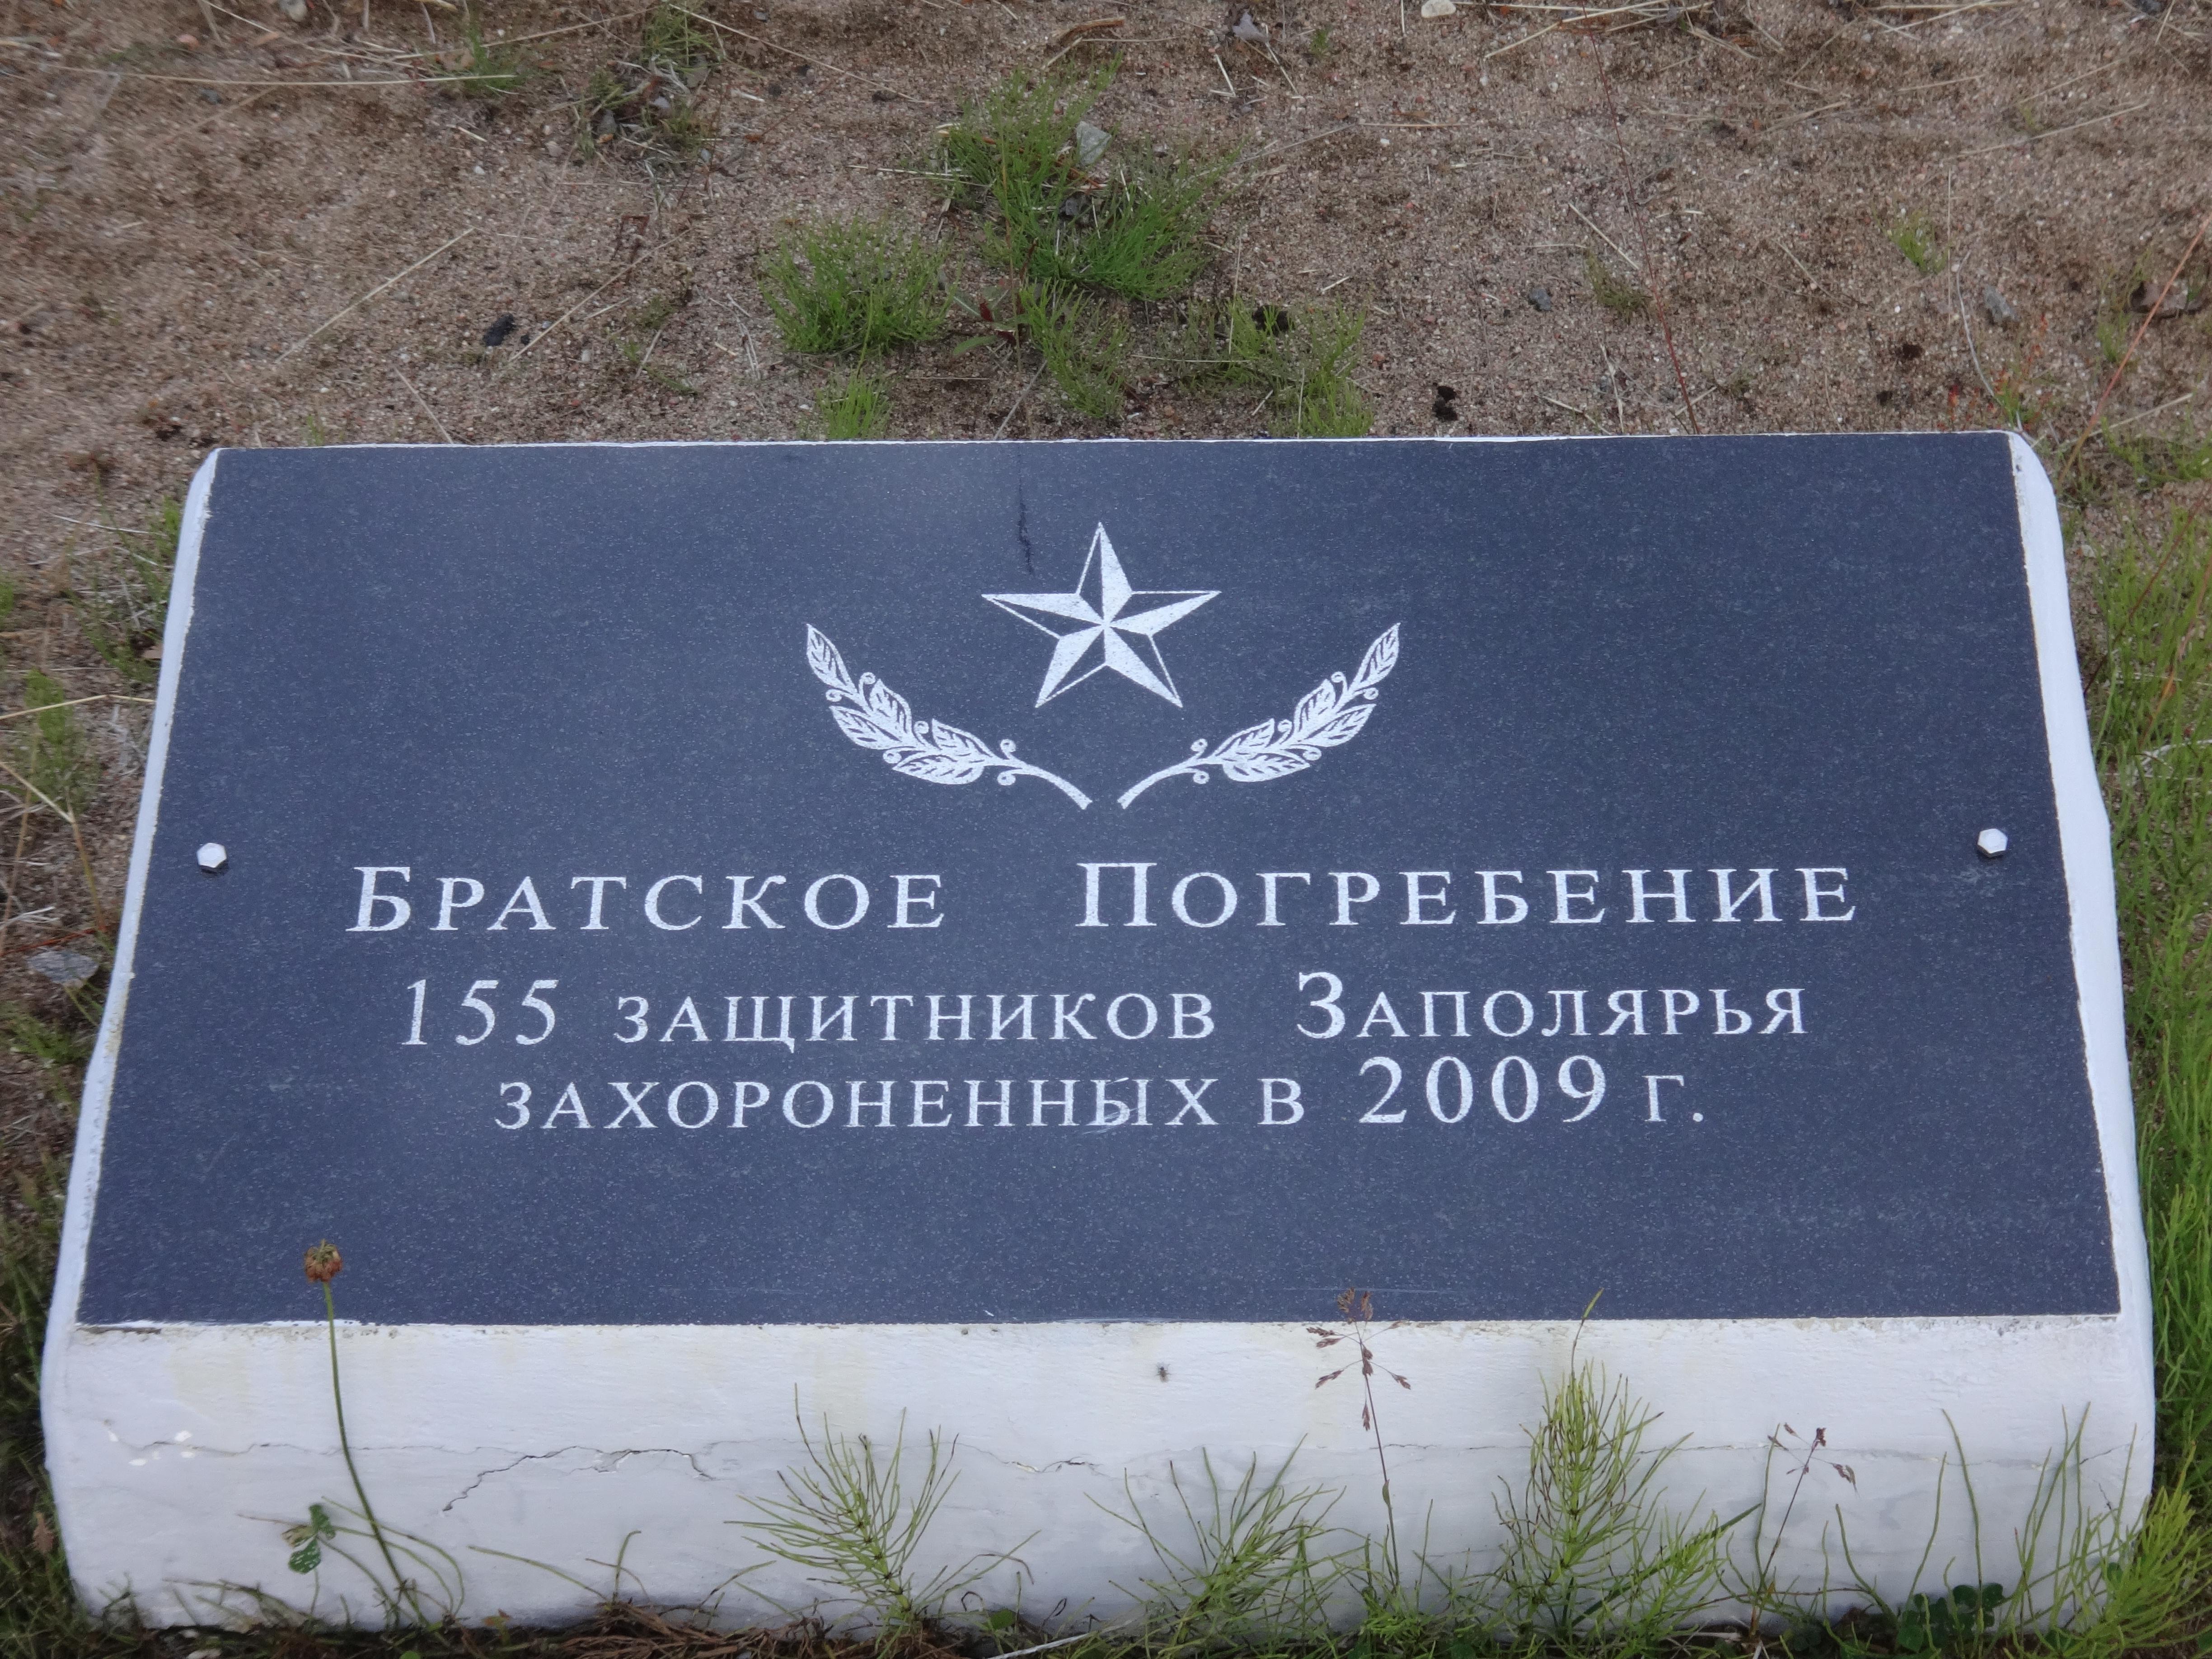 Братское Погребение
155 защитников Заполярья
захороненных в 2009 г.